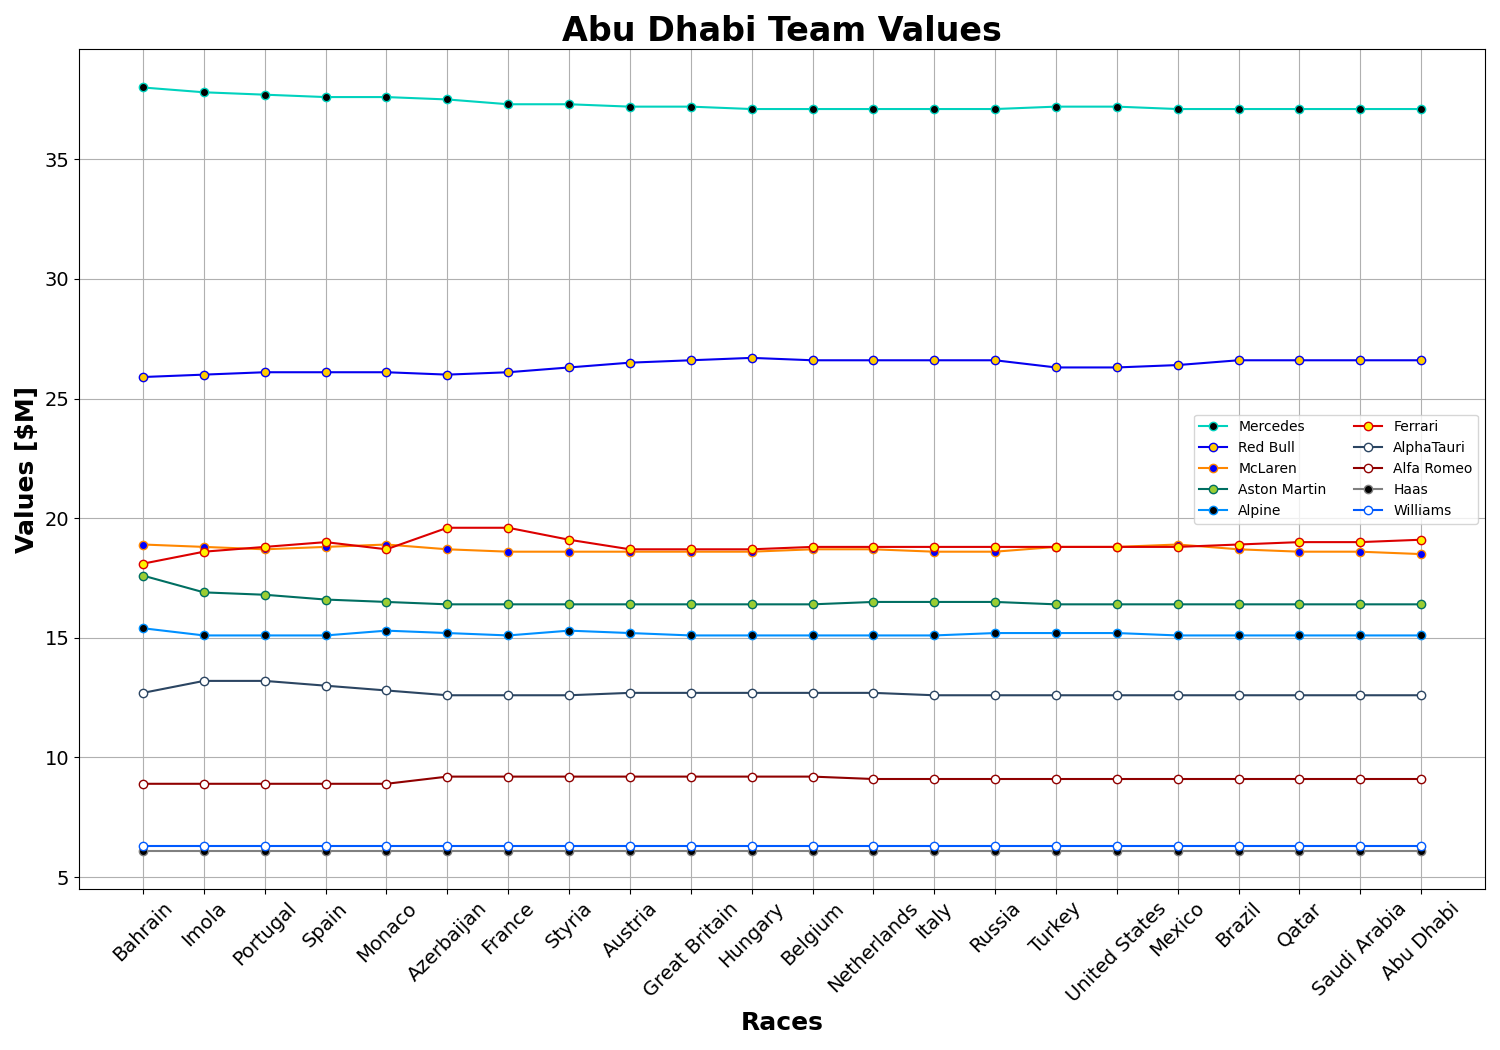 Abu Dhabi Team Values
Values [$M]
35
30
25
20
15
10
5
Mercedes
Red Bull
McLaren
Aston Martin
Alpine
Ferrari
AlphaTauri
Alfa Romeo
Haas
Williams
Bahrain
Imola
Portugal
Spain
Monaco
Azerbaijan
France
Styria
Austria
Great Britain
Hungary
Belgium
Netherlands
Italy
Russia
Turkey
United States
Mexico
Brazil
Qatar
Saudi Arabia
Abu Dhabi
Races